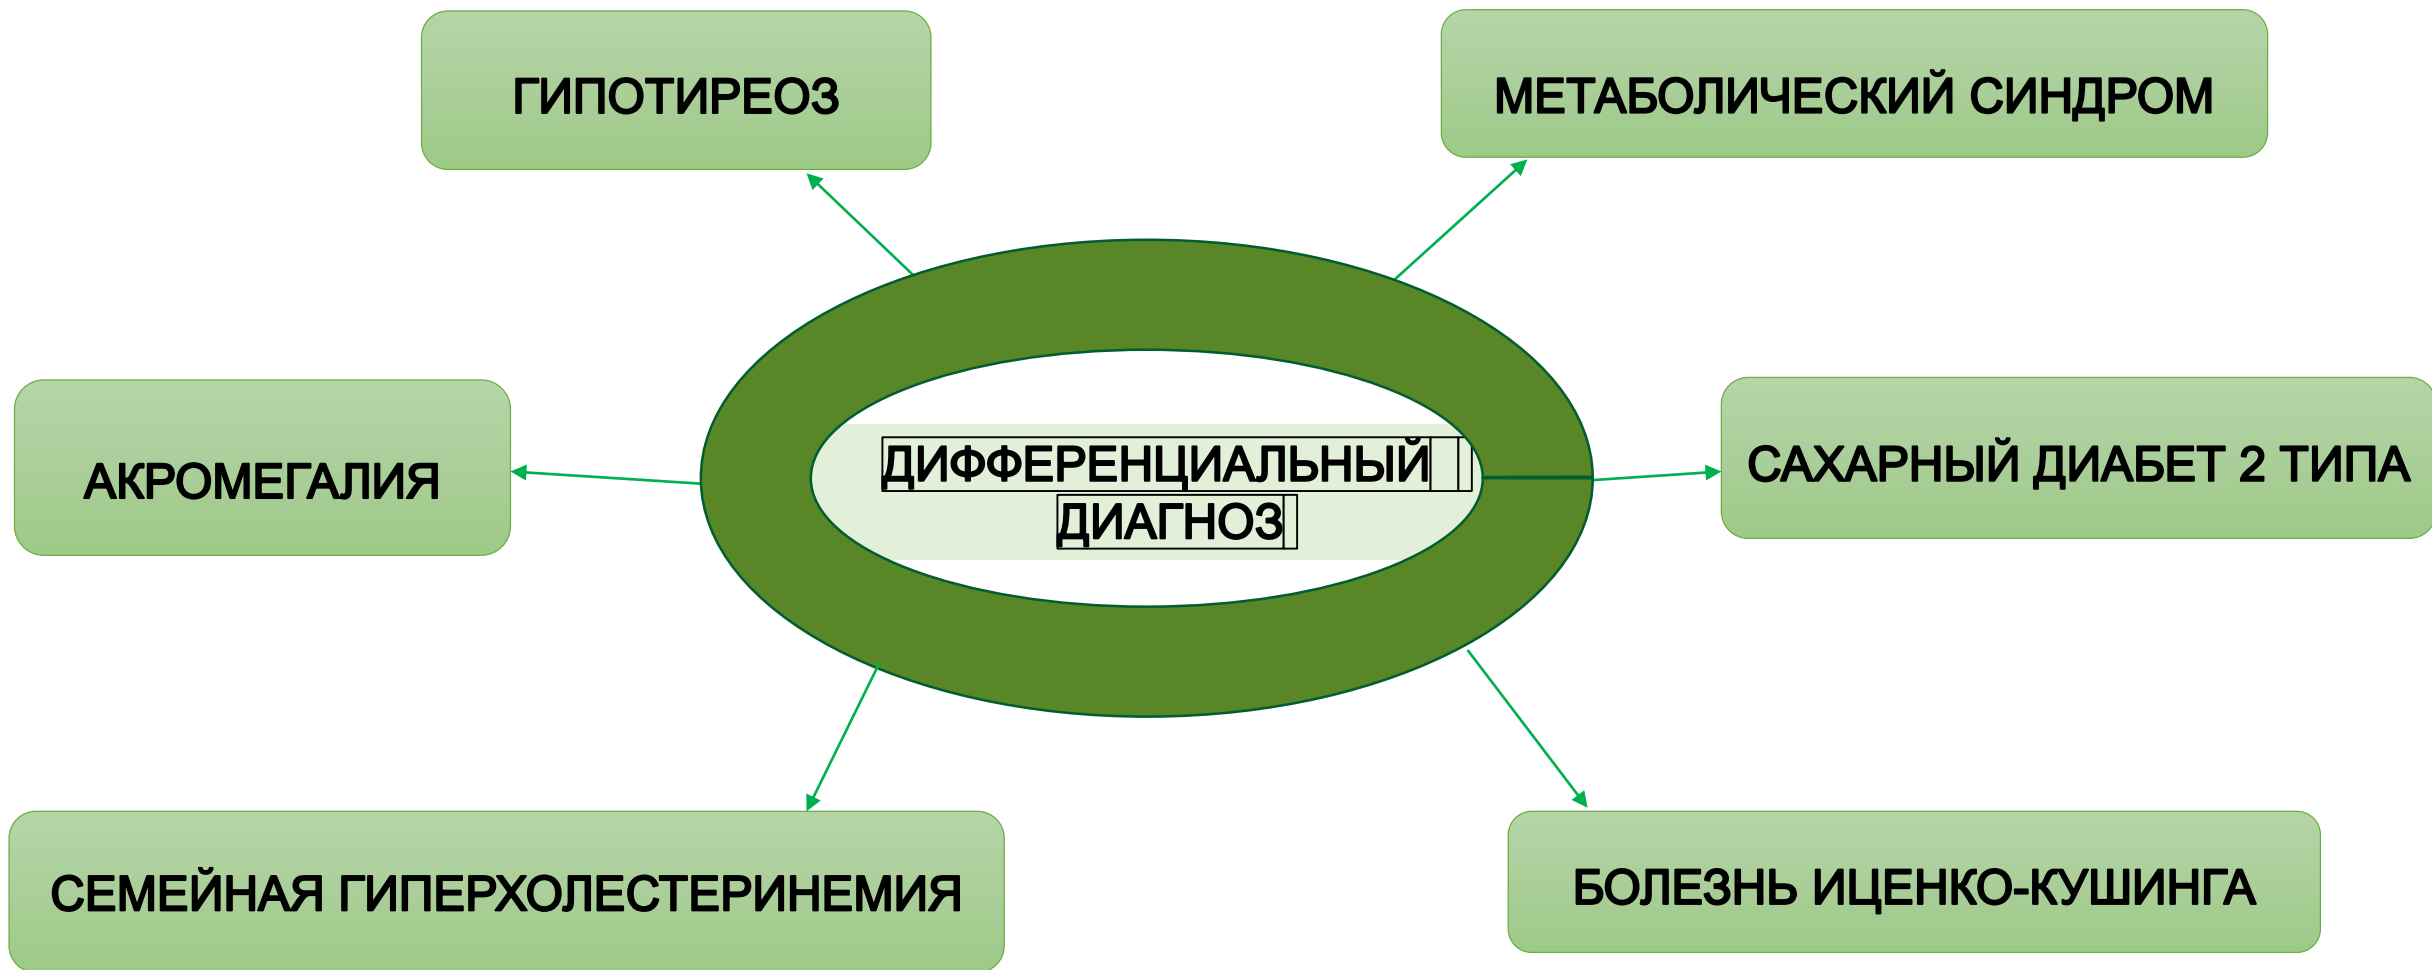 ГИПОТИРЕОЗ
МЕТАБОЛИЧЕСКИЙ СИНДРОМ
АКРОМЕГАЛИЯ
ДИФФЕРЕНЦИАЛЬНЫЙ
ДИАГНОЗ
САХАРНЫЙ ДИАБЕТ 2 ТИПА
СЕМЕЙНАЯ ГИПЕРХОЛЕСТЕРИНЕМИЯ
БОЛЕЗНЬ ИЦЕНКО-КУШИНГА